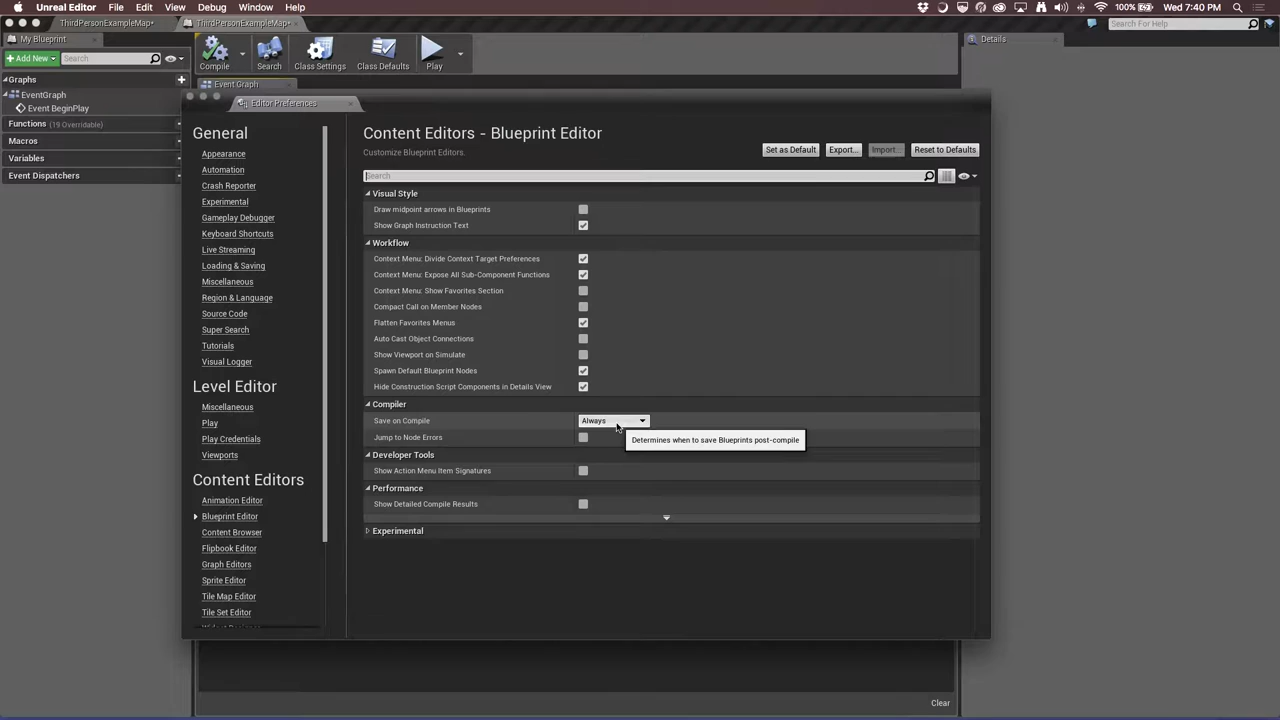 Unreal Editor File Edit View Debug Window Help 100% Wed 7:40 PM
ThirdPersonExampleMap* ThirdPersonExampleMap* Search For Help
My Blueprint Details
+ Add New Search
Compile Search Class Settings Class Defaults Play
Graphs
Event Graph
EventGraph
Event BeginPlay
Functions (19 Overridable)
Macros
Variables
Event Dispatchers
Editor Preferences
General
Appearance
Automation
Crash Reporter
Experimental
Gameplay Debugger
Keyboard Shortcuts
Live Streaming
Loading & Saving
Miscellaneous
Region & Language
Source Code
Super Search
Tutorials
Visual Logger
Level Editor
Miscellaneous
Play
Play Credentials
Viewports
Content Editors
Animation Editor
Blueprint Editor
Content Browser
Flipbook Editor
Graph Editors
Sprite Editor
Tile Map Editor
Tile Set Editor
Content Editors - Blueprint Editor
Customize Blueprint Editors.
Set as Default Export... Import... Reset to Defaults
Search
Visual Style
Draw midpoint arrows in Blueprints
Show Graph Instruction Text
Workflow
Context Menu: Divide Context Target Preferences
Context Menu: Expose All Sub-Component Functions
Context Menu: Show Favorites Section
Compact Call on Member Nodes
Flatten Favorites Menus
Auto Cast Object Connections
Show Viewport on Simulate
Spawn Default Blueprint Nodes
Hide Construction Script Components in Details View
Compiler
Save on Compile Always
Jump to Node Errors
Determines when to save Blueprints post-compile
Developer Tools
Show Action Menu Item Signatures
Performance
Show Detailed Compile Results
Experimental
Clear